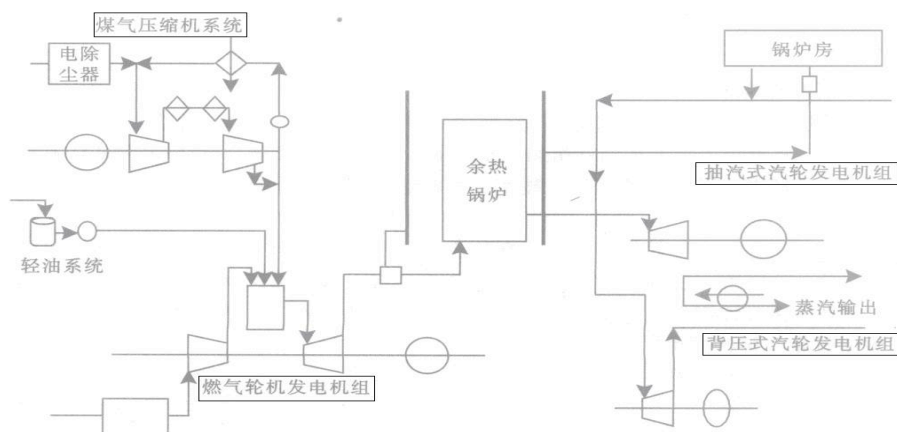 煤气压缩机系统
电除
尘器
锅炉房
余热
锅炉
抽汽式汽轮发电机组
轻油系统
蒸汽输出
背压式汽轮发电机组
燃气轮机发电机组